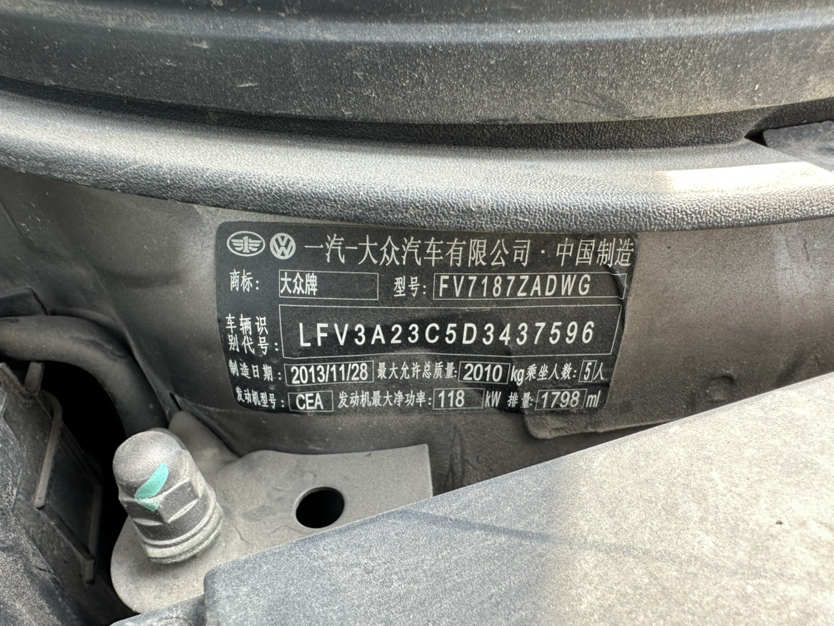 一汽-大众汽车有限公司·中国制造
商标: 大众牌 型号: FV7187ZADWG
车辆识别代号: LFV3A23C5D3437596
制造日期: 2013/11/28 最大允许总质量: 2010 kg 乘坐人数: 5 人
发动机型号: CEA 发动机最大净功率: 118 kW 排量: 1798 ml